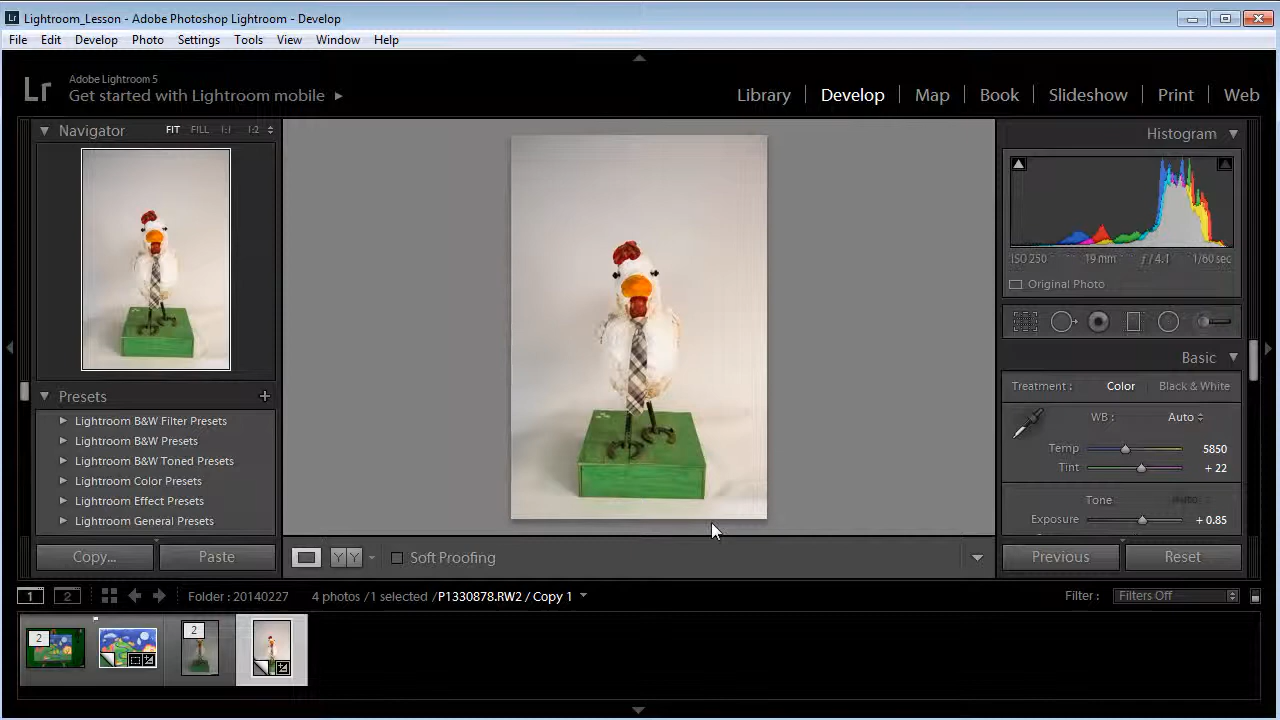 Lightroom_Lesson - Adobe Photoshop Lightroom - Develop
File Edit Develop Photo Settings Tools View Window Help
Lr
Adobe Lightroom 5
Get started with Lightroom mobile
Library Develop Map Book Slideshow Print Web
Navigator FIT FILL 1:1 1:2
Histogram
ISO 250 19 mm ƒ / 4.1 1/60 sec
Original Photo
Basic
Treatment : Color Black & White
WB : Auto
Temp 5850
Tint + 22
Tone Auto
Exposure + 0.85
Presets
Lightroom B&W Filter Presets
Lightroom B&W Presets
Lightroom B&W Toned Presets
Lightroom Color Presets
Lightroom Effect Presets
Lightroom General Presets
Copy... Paste
Y Y
Soft Proofing
Previous Reset
1 2 Folder : 20140227 4 photos /1 selected /P1330878.RW2 / Copy 1
Filter : Filters Off
2
2